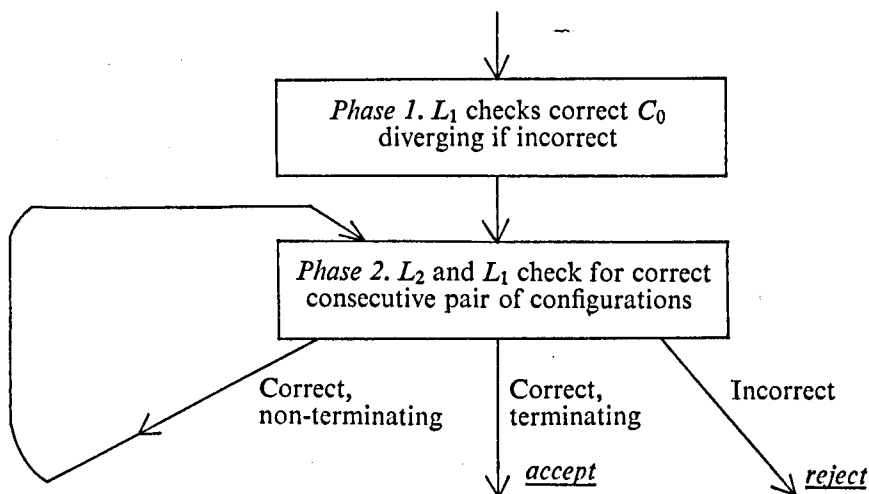 Phase 1. L₁ checks correct C₀
diverging if incorrect
Phase 2. L₂ and L₁ check for correct
consecutive pair of configurations
Correct,
non-terminating
Correct,
terminating
Incorrect
accept
reject